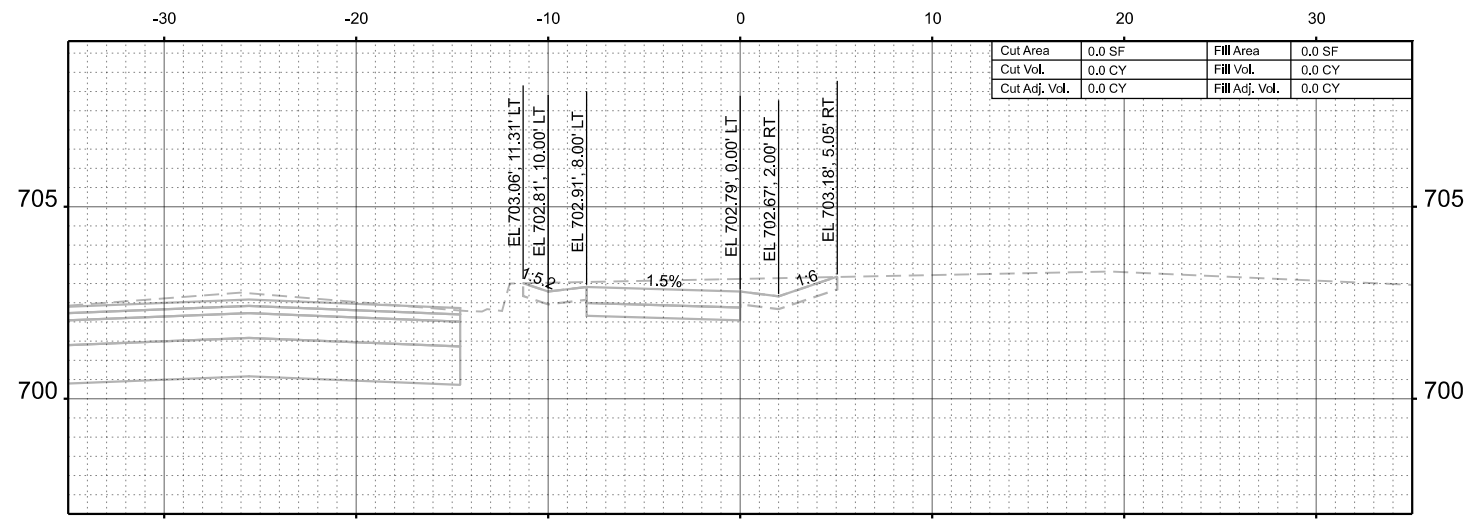 -30 -20 -10 0 10 20 30
Cut Area 0.0 SF Fill Area 0.0 SF
Cut Vol. 0.0 CY Fill Vol. 0.0 CY
Cut Adj. Vol. 0.0 CY Fill Adj. Vol. 0.0 CY
EL 703.06', 11.31' LT
EL 702.81', 10.00' LT
EL 702.91', 8.00' LT
EL 702.79', 0.00' LT
EL 702.67', 2.00' RT
EL 703.18', 5.05' RT
705 705
1:5.2 1.5% 1:6
700 700